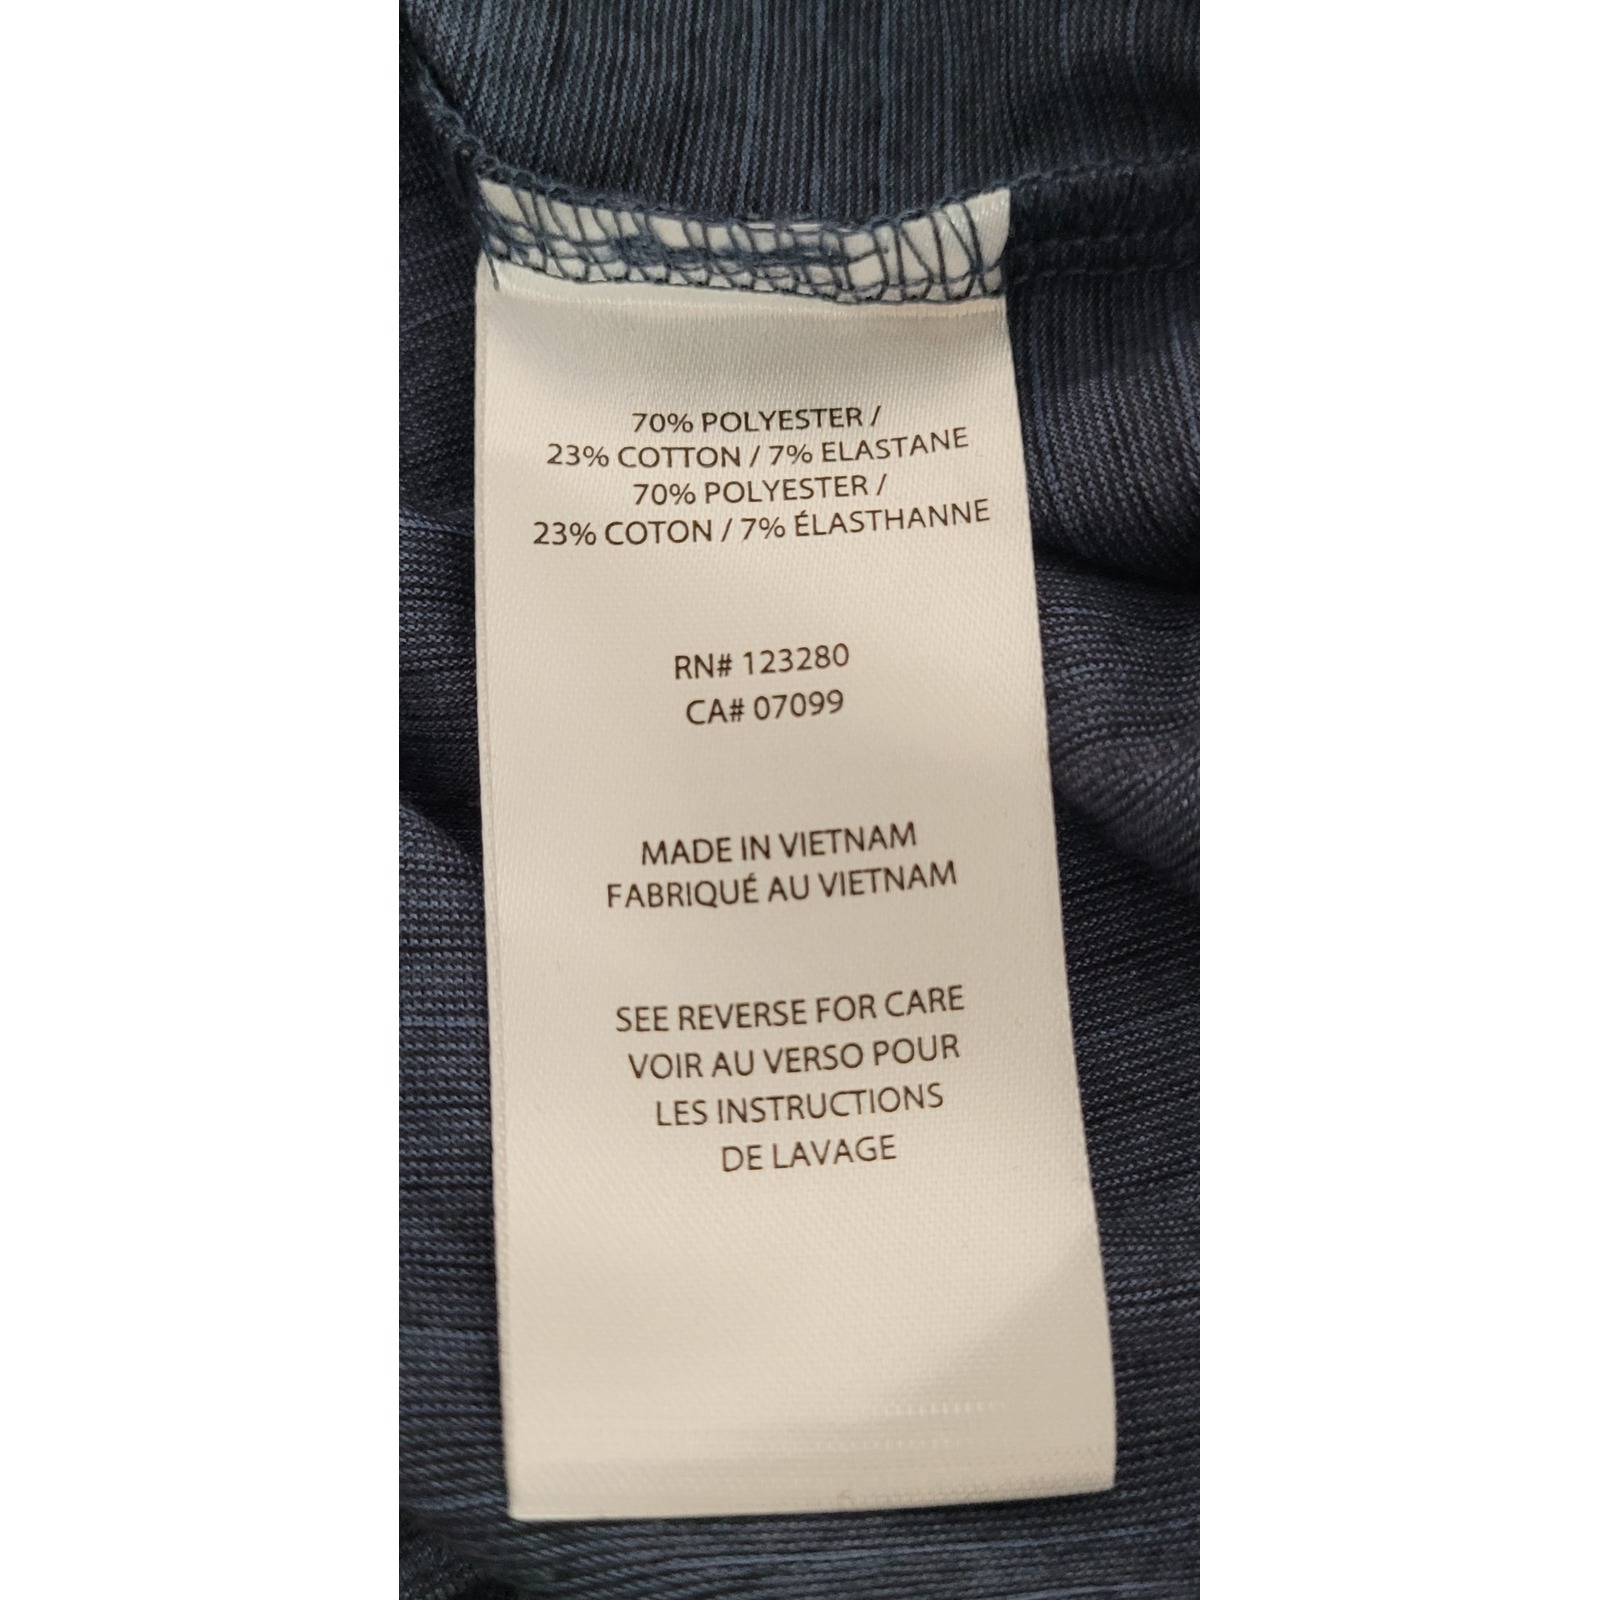 70% POLYESTER /
23% COTTON / 7% ELASTANE
70% POLYESTER /
23% COTON / 7% ÉLASTHANNE
RN# 123280
CA# 07099
MADE IN VIETNAM
FABRIQUÉ AU VIETNAM
SEE REVERSE FOR CARE
VOIR AU VERSO POUR
LES INSTRUCTIONS
DE LAVAGE